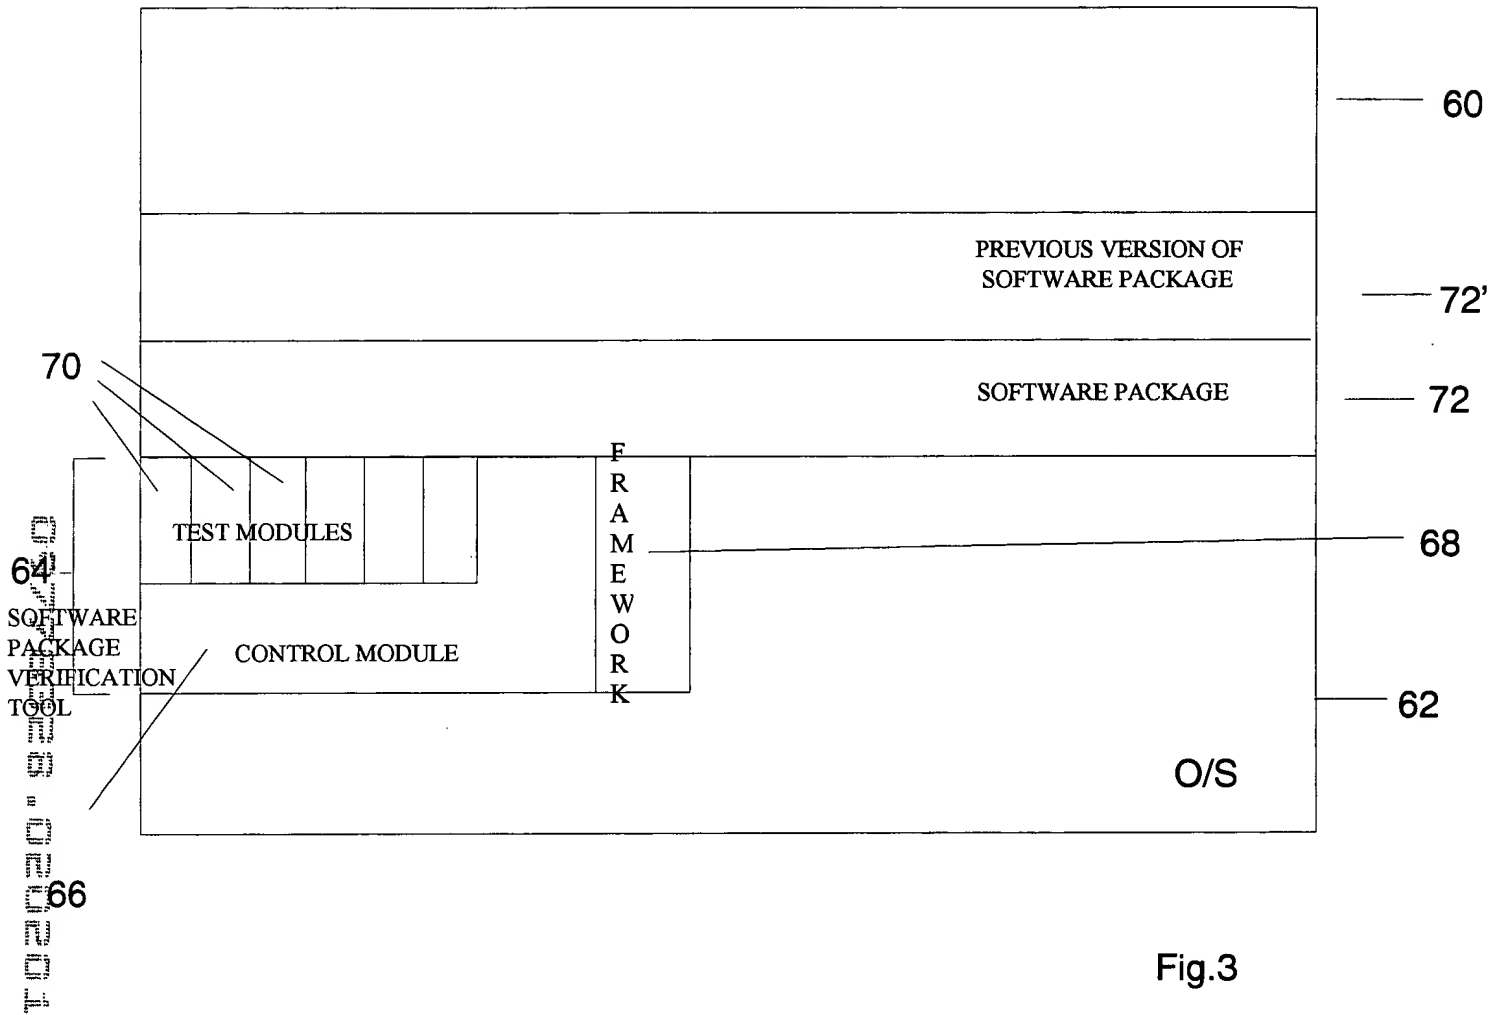 60
PREVIOUS VERSION OF
SOFTWARE PACKAGE
72'
70
SOFTWARE PACKAGE
72
FRAMEWORK
TEST MODULES
68
64
SOFTWARE
PACKAGE
VERIFICATION
TOOL
CONTROL MODULE
62
O/S
66
Fig.3